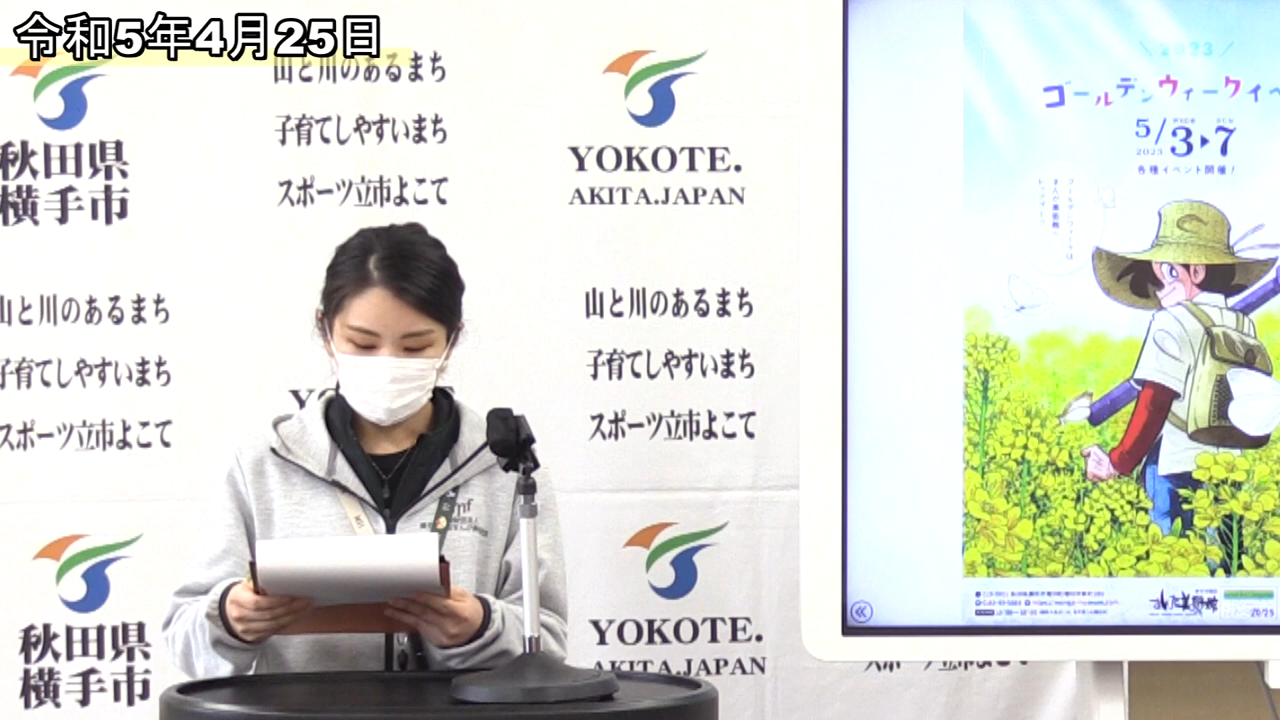 令和5年4月25日
山と川のあるまち
子育てしやすいまち
スポーツ立市よこて
秋田県
横手市
YOKOTE.
AKITA.JAPAN
山と川のあるまち
子育てしやすいまち
スポーツ立市よこて
山と川のあるまち
子育てしやすいまち
スポーツ立市よこて
秋田県
横手市
YOKOTE.
AKITA.JAPAN
2023
ゴールデンウィークイベ
5/3▶7
2023
各種イベント開催!